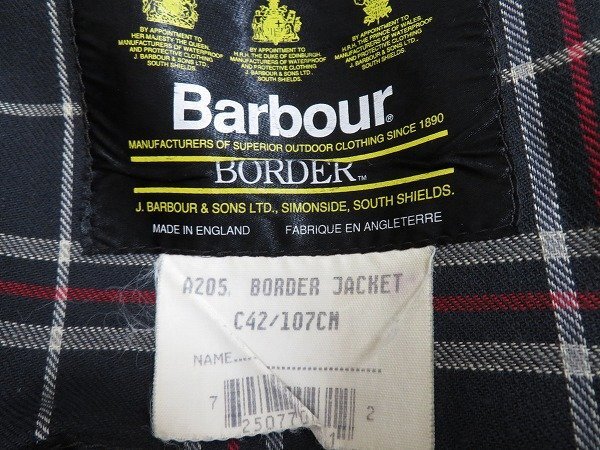 BY APPOINTMENT TO
HER MAJESTY THE QUEEN,
MANUFACTURERS OF WATERPROOF
AND PROTECTIVE CLOTHING
J. BARBOUR & SONS LTD.,
SOUTH SHIELDS.
BY APPOINTMENT TO
H.R.H. THE DUKE OF EDINBURGH,
MANUFACTURERS OF WATERPROOF
AND PROTECTIVE CLOTHING
J. BARBOUR & SONS LTD.,
SOUTH SHIELDS.
BY APPOINTMENT TO
H.R.H. THE PRINCE OF WALES
MANUFACTURERS OF WATERPROOF
AND PROTECTIVE CLOTHING
J. BARBOUR & SONS LTD.,
SOUTH SHIELDS.
Barbour®
MANUFACTURERS OF SUPERIOR OUTDOOR CLOTHING SINCE 1890
BORDER™
J. BARBOUR & SONS LTD., SIMONSIDE, SOUTH SHIELDS.
MADE IN ENGLAND FABRIQUE EN ANGLETERRE
A205 BORDER JACKET
C42/107CM
NAME
7 250770 1 2